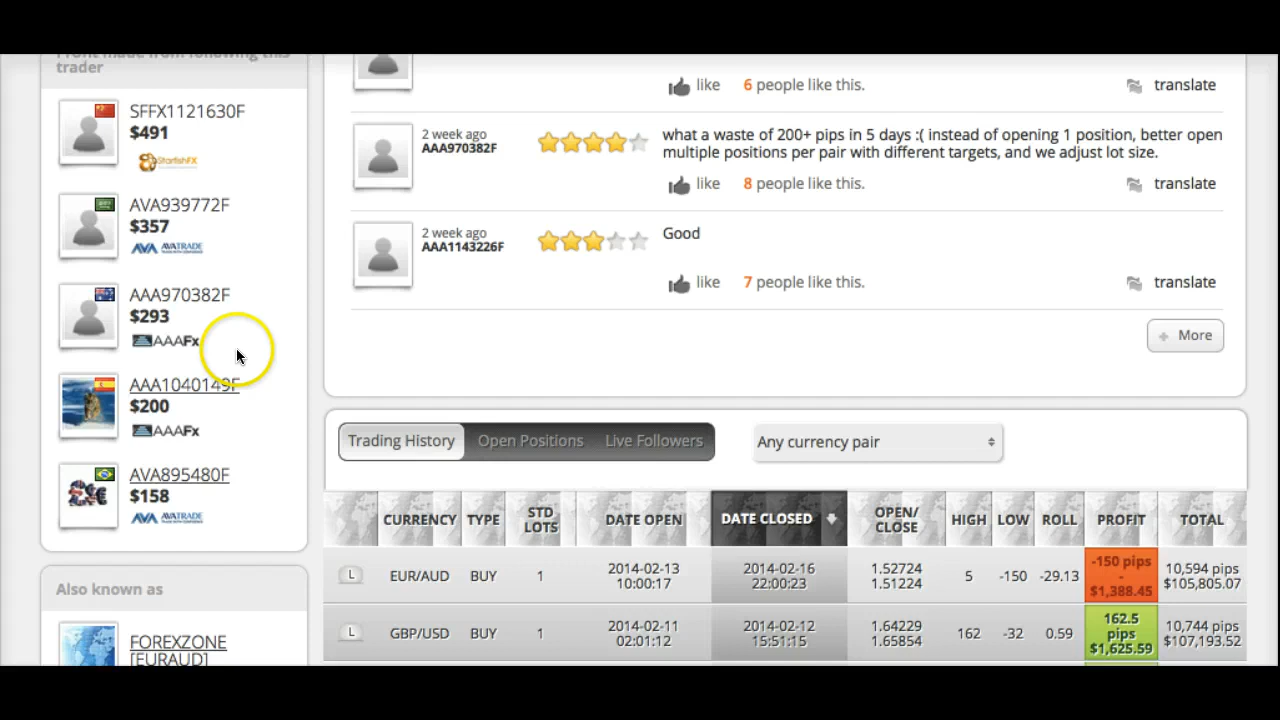 Profit made from following this
trader
SFFX1121630F
$491
StarfishFX
AVA939772F
$357
AVA AVATRADE
AAA970382F
$293
AAAFx
AAA1040149F
$200
AAAFx
AVA895480F
$158
AVA AVATRADE
Also known as
FOREXZONE
[EURAUD]
like 6 people like this. translate
2 week ago
AAA970382F
what a waste of 200+ pips in 5 days :( instead of opening 1 position, better open
multiple positions per pair with different targets, and we adjust lot size.
like 8 people like this. translate
2 week ago
AAA1143226F
Good
like 7 people like this. translate
+ More
Trading History Open Positions Live Followers Any currency pair
CURRENCY TYPE STD LOTS DATE OPEN DATE CLOSED OPEN/CLOSE HIGH LOW ROLL PROFIT TOTAL
L EUR/AUD BUY 1 2014-02-13 10:00:17 2014-02-16 22:00:23 1.52724 1.51224 5 -150 -29.13 -150 pips - $1,388.45 10,594 pips $105,805.07
L GBP/USD BUY 1 2014-02-11 02:01:12 2014-02-12 15:51:15 1.64229 1.65854 162 -32 0.59 162.5 pips $1,625.59 10,744 pips $107,193.52